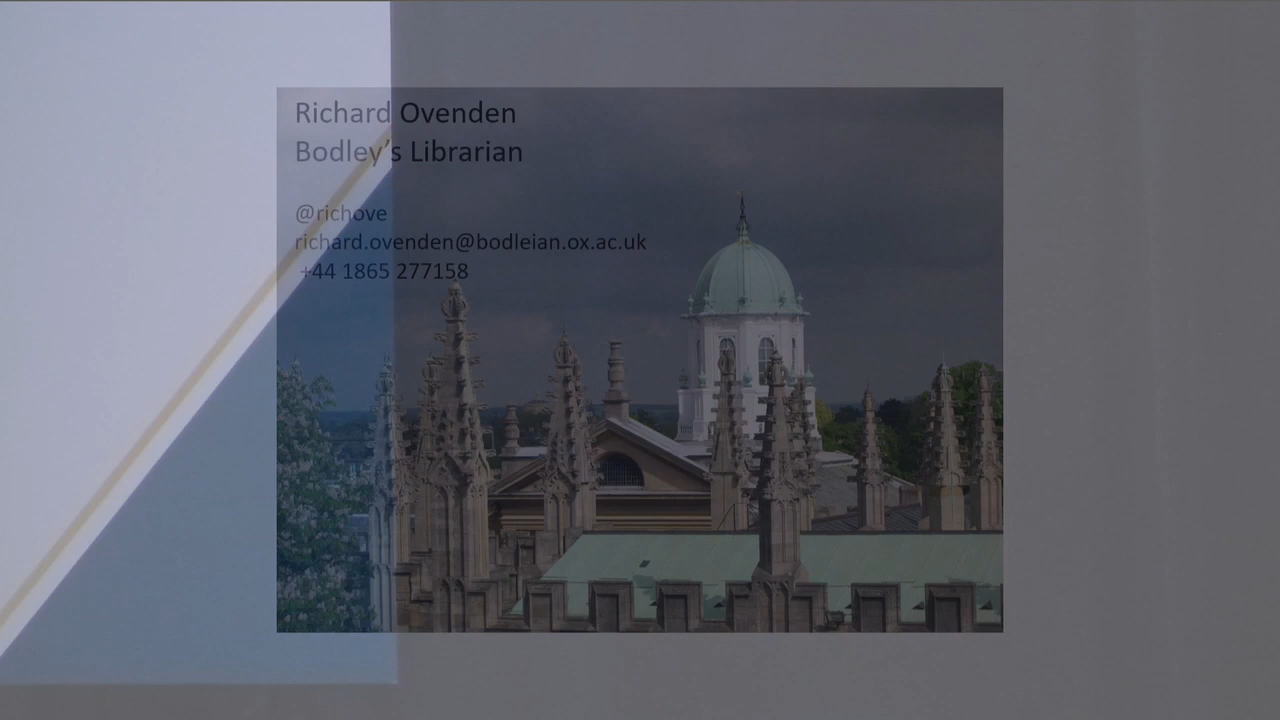 Richard Ovenden
Bodley's Librarian
@richove
richard.ovenden@bodleian.ox.ac.uk
+44 1865 277158